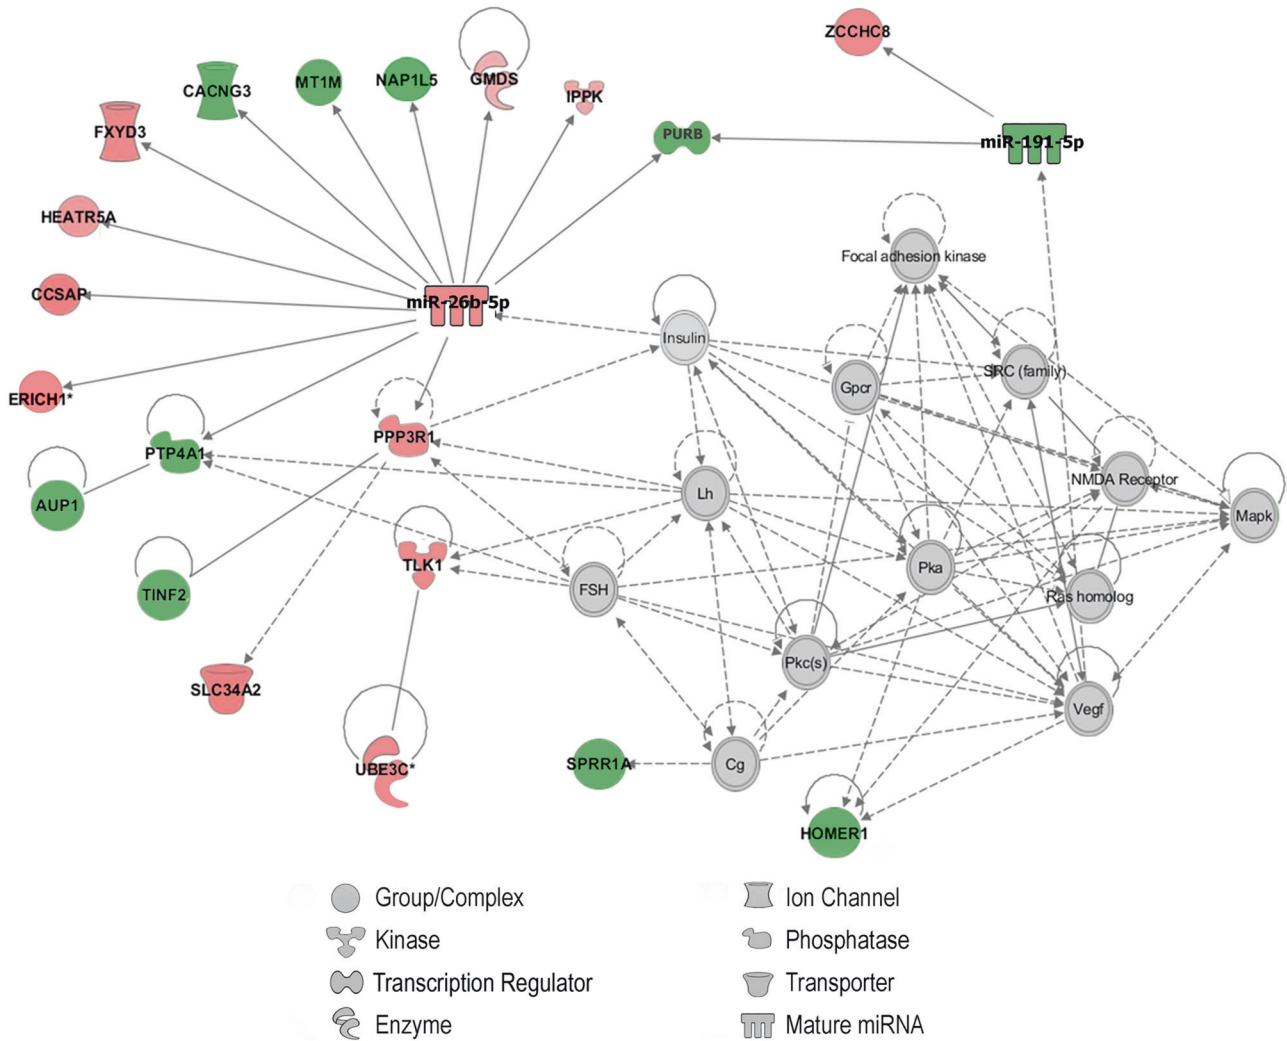 ZCCHC8
GMDS
NAP1L5
MT1M
CACNG3
IPPK
FXYD3
PURB
miR-191-5p
HEATR5A
Focal adhesion kinase
CCSAP
miR-26b-5p
Insulin
SRC (family)
Gpcr
ERICH1*
PPP3R1
PTP4A1
NMDA Receptor
Lh
AUP1
Mapk
TLK1
Pka
FSH
TINF2
Ras homolog
Pkc(s)
SLC34A2
Vegf
UBE3C*
SPRR1A
Cg
HOMER1
Group/Complex
Ion Channel
Kinase
Phosphatase
Transcription Regulator
Transporter
Enzyme
Mature miRNA